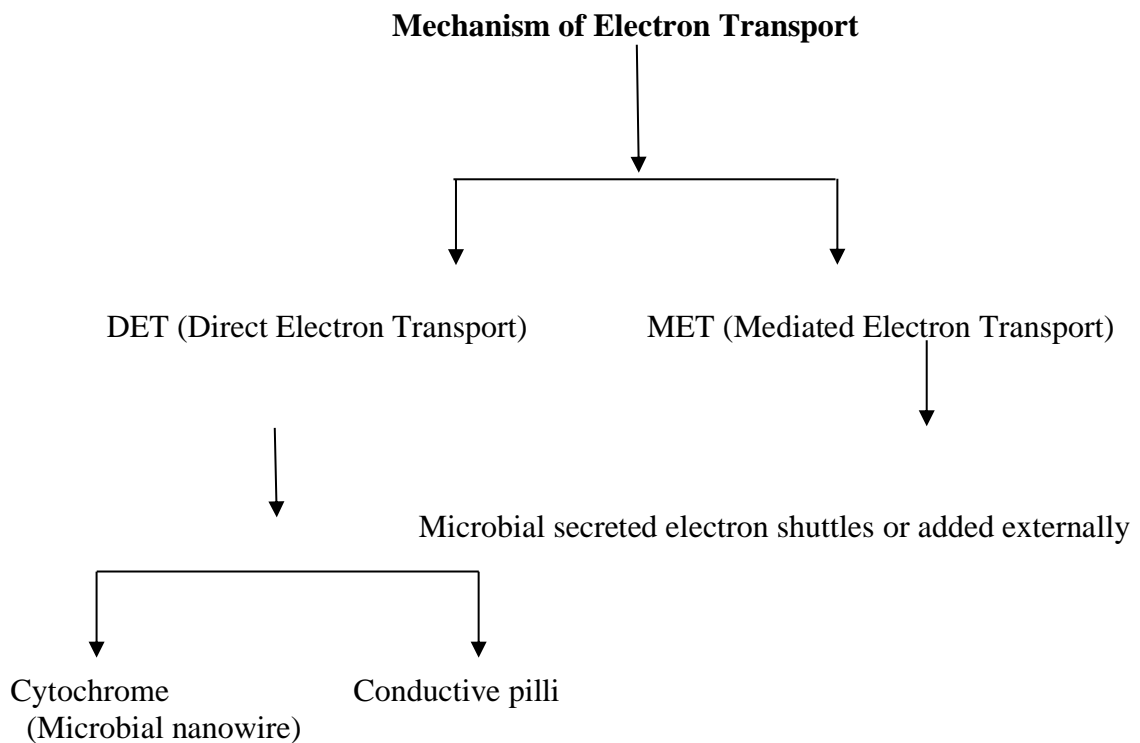 Mechanism of Electron Transport
DET (Direct Electron Transport)
MET (Mediated Electron Transport)
Microbial secreted electron shuttles or added externally
Cytochrome
(Microbial nanowire)
Conductive pilli